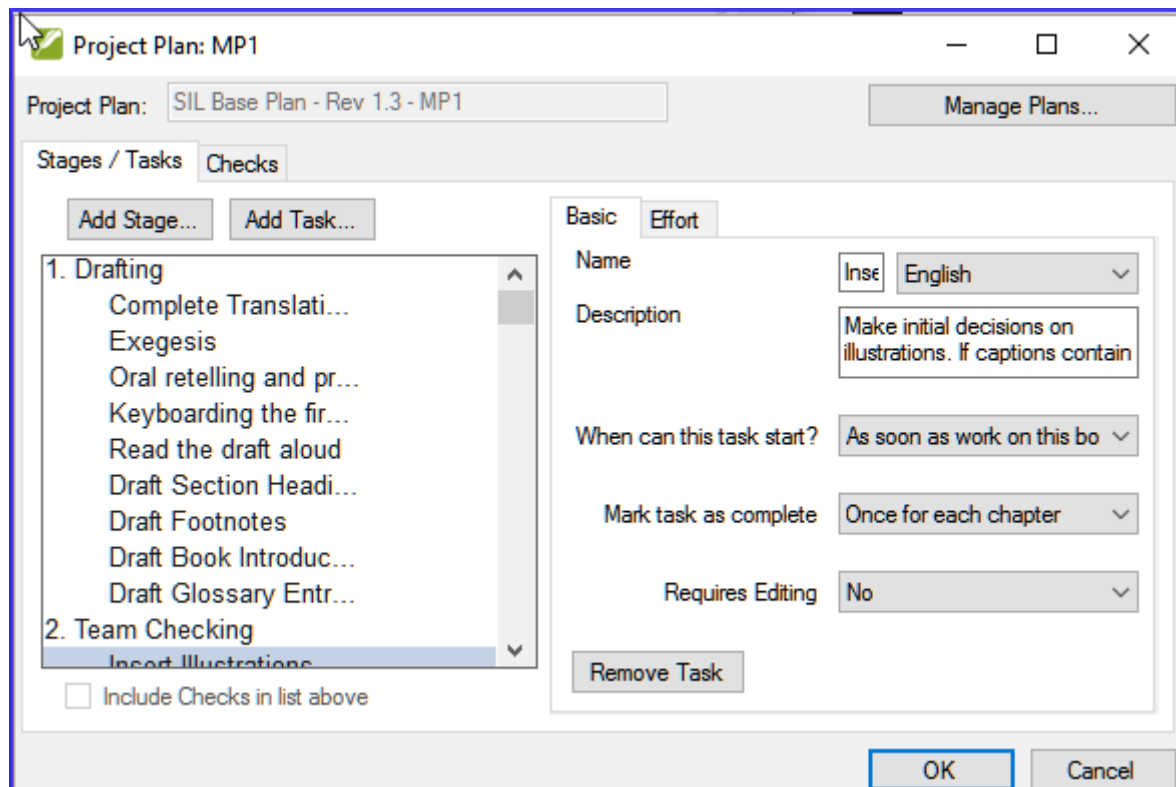 Project Plan: MP1
Project Plan: SIL Base Plan - Rev 1.3 - MP1 Manage Plans...
Stages / Tasks Checks
Add Stage... Add Task...
1. Drafting
Complete Translati...
Exegesis
Oral retelling and pr...
Keyboarding the fir...
Read the draft aloud
Draft Section Headi...
Draft Footnotes
Draft Book Introduc...
Draft Glossary Entr...
2. Team Checking
Insert Illustrations
Include Checks in list above
Basic Effort
Name Inse English
Description Make initial decisions on
illustrations. If captions contain
When can this task start? As soon as work on this bo
Mark task as complete Once for each chapter
Requires Editing No
Remove Task
OK Cancel